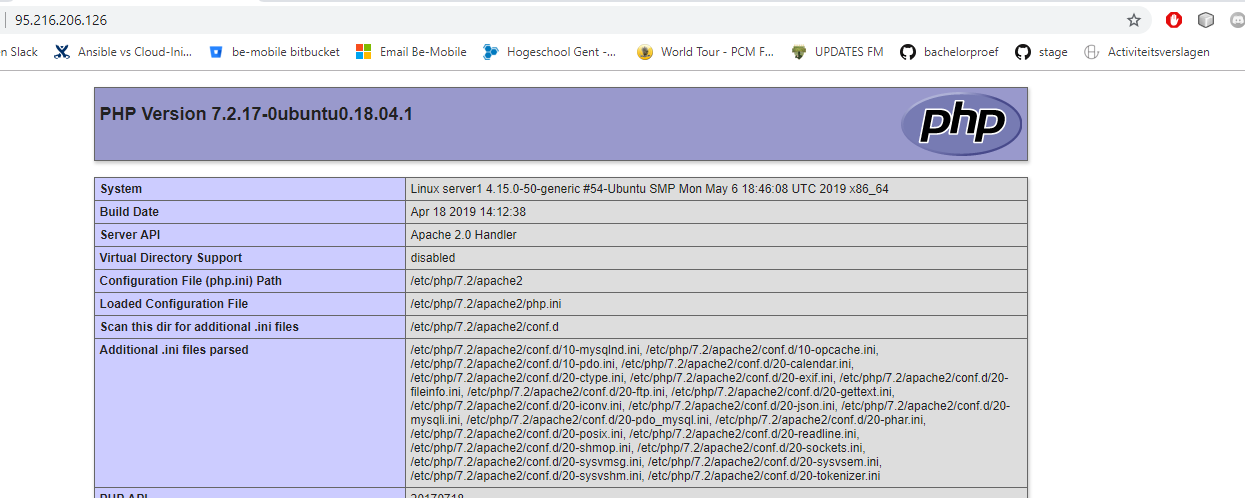 95.216.206.126
n Slack Ansible vs Cloud-Ini... be-mobile bitbucket Email Be-Mobile Hogeschool Gent -... World Tour - PCM F... UPDATES FM bachelorproef stage Activiteitsverslagen
PHP Version 7.2.17-0ubuntu0.18.04.1
php
System Linux server1 4.15.0-50-generic #54-Ubuntu SMP Mon May 6 18:46:08 UTC 2019 x86_64
Build Date Apr 18 2019 14:12:38
Server API Apache 2.0 Handler
Virtual Directory Support disabled
Configuration File (php.ini) Path /etc/php/7.2/apache2
Loaded Configuration File /etc/php/7.2/apache2/php.ini
Scan this dir for additional .ini files /etc/php/7.2/apache2/conf.d
Additional .ini files parsed /etc/php/7.2/apache2/conf.d/10-mysqlnd.ini, /etc/php/7.2/apache2/conf.d/10-opcache.ini,
/etc/php/7.2/apache2/conf.d/10-pdo.ini, /etc/php/7.2/apache2/conf.d/20-calendar.ini,
/etc/php/7.2/apache2/conf.d/20-ctype.ini, /etc/php/7.2/apache2/conf.d/20-exif.ini, /etc/php/7.2/apache2/conf.d/20-
fileinfo.ini, /etc/php/7.2/apache2/conf.d/20-ftp.ini, /etc/php/7.2/apache2/conf.d/20-gettext.ini,
/etc/php/7.2/apache2/conf.d/20-iconv.ini, /etc/php/7.2/apache2/conf.d/20-json.ini, /etc/php/7.2/apache2/conf.d/20-
mysqli.ini, /etc/php/7.2/apache2/conf.d/20-pdo_mysql.ini, /etc/php/7.2/apache2/conf.d/20-phar.ini,
/etc/php/7.2/apache2/conf.d/20-posix.ini, /etc/php/7.2/apache2/conf.d/20-readline.ini,
/etc/php/7.2/apache2/conf.d/20-shmop.ini, /etc/php/7.2/apache2/conf.d/20-sockets.ini,
/etc/php/7.2/apache2/conf.d/20-sysvmsg.ini, /etc/php/7.2/apache2/conf.d/20-sysvsem.ini,
/etc/php/7.2/apache2/conf.d/20-sysvshm.ini, /etc/php/7.2/apache2/conf.d/20-tokenizer.ini
PHP API 20170718